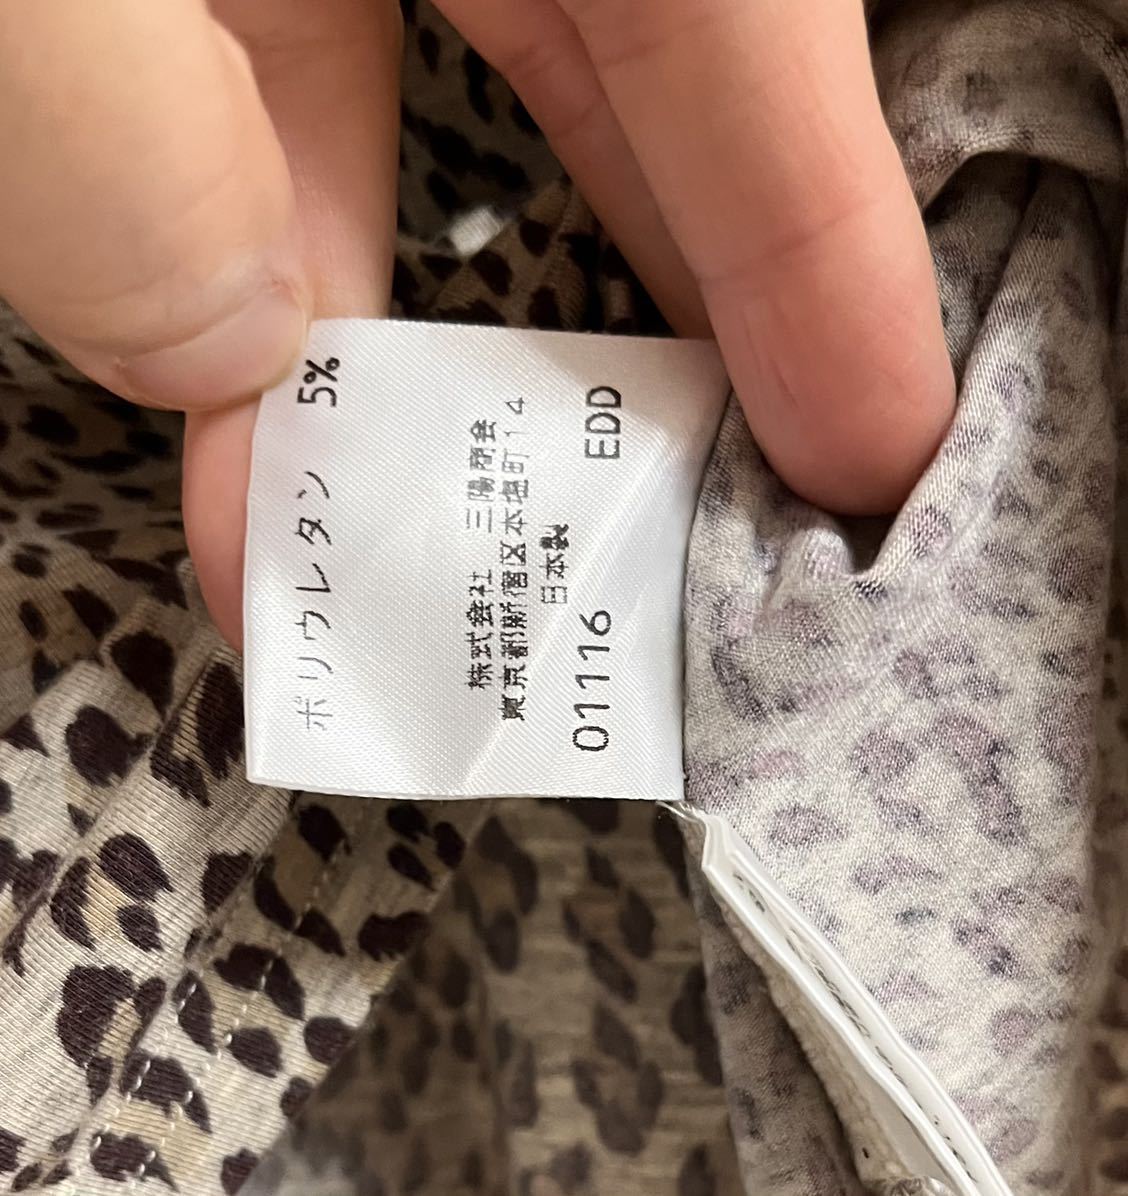 ポリウレタン 5%
株式会社 三陽商会
東京都新宿区本塩町14
日本製
01116 EDD